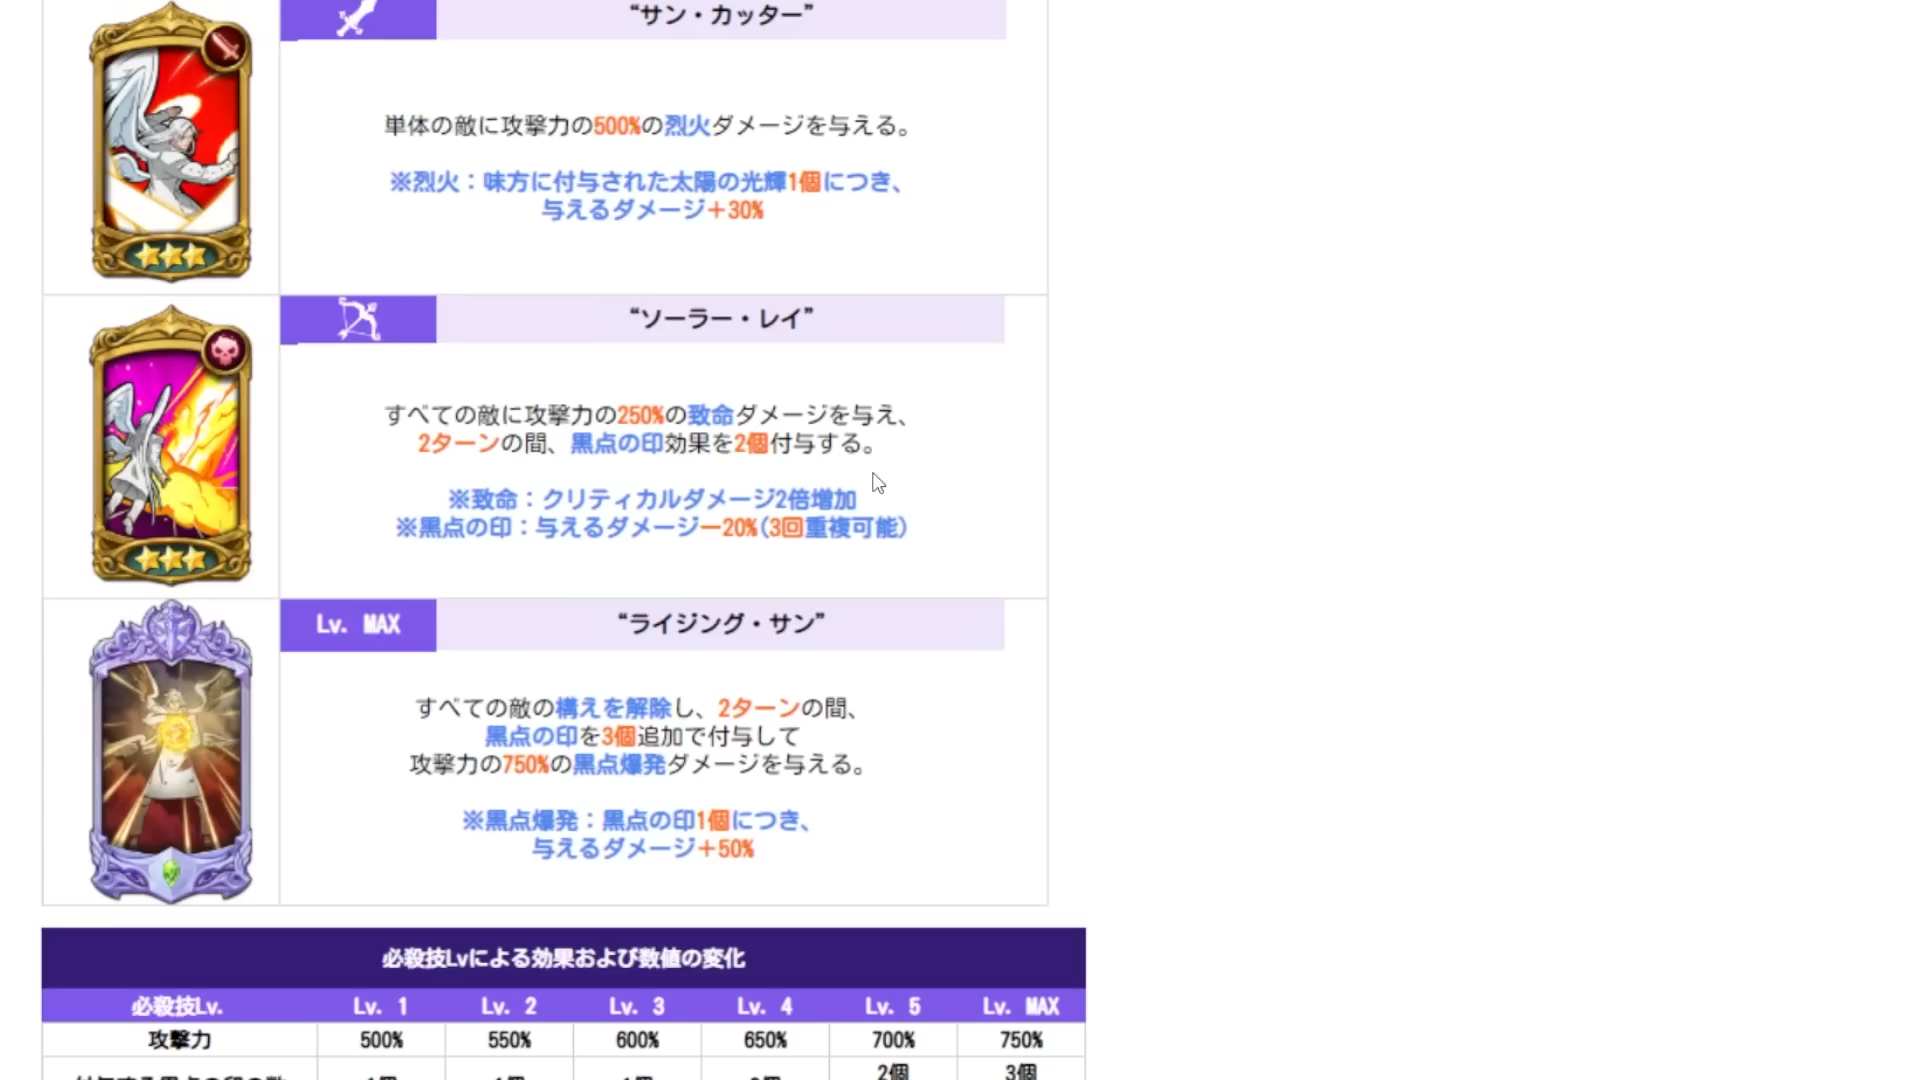 “サン・カッター”
単体の敵に攻撃力の500%の烈火ダメージを与える。
※烈火：味方に付与された太陽の光輝1個につき、
与えるダメージ＋30%
“ソーラー・レイ”
すべての敵に攻撃力の250%の致命ダメージを与え、
2ターンの間、黒点の印効果を2個付与する。
※致命：クリティカルダメージ2倍増加
※黒点の印：与えるダメージー20%(3回重複可能)
Lv. MAX
“ライジング・サン”
すべての敵の構えを解除し、2ターンの間、
黒点の印を3個追加で付与して
攻撃力の750%の黒点爆発ダメージを与える。
※黒点爆発：黒点の印1個につき、
与えるダメージ＋50%
必殺技Lvによる効果および数値の変化
必殺技Lv. Lv. 1 Lv. 2 Lv. 3 Lv. 4 Lv. 5 Lv. MAX
攻撃力 500% 550% 600% 650% 700% 750%
2個 3個